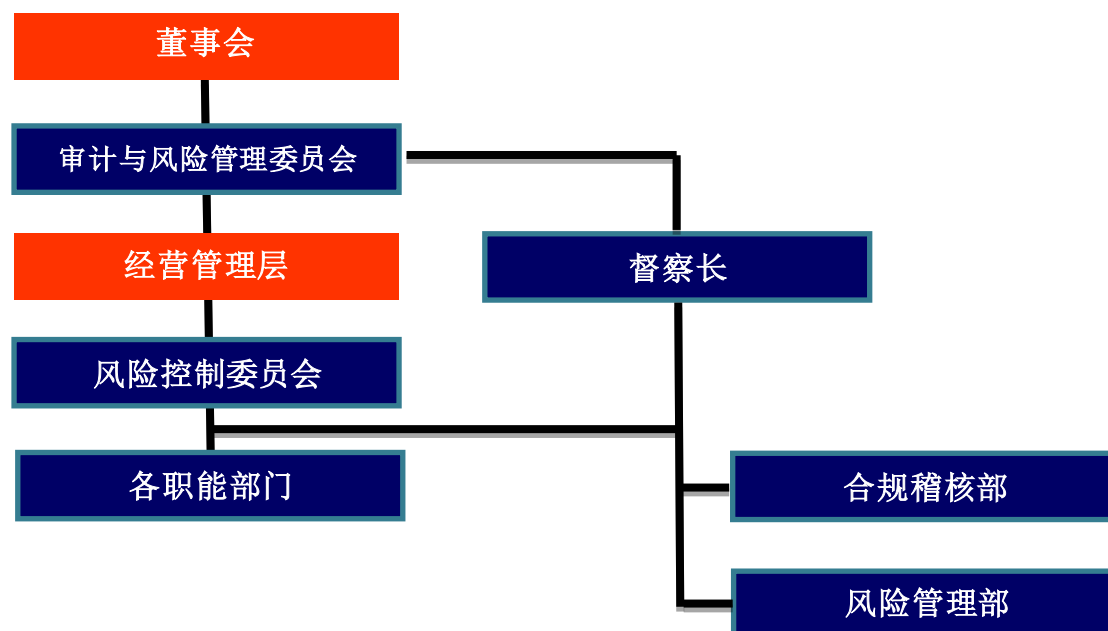 董事会
审计与风险管理委员会
经营管理层
督察长
风险控制委员会
各职能部门
合规稽核部
风险管理部